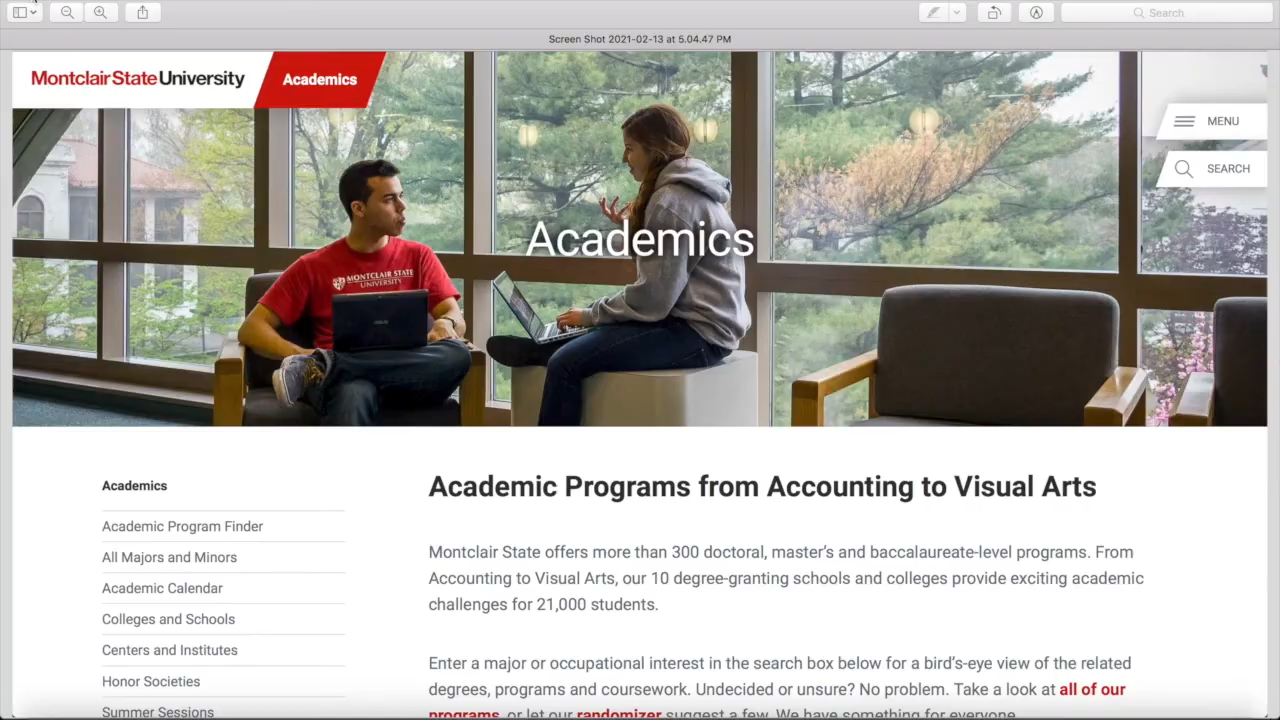 Search
Screen Shot 2021-02-13 at 5.04.47 PM
Montclair State University
Academics
MENU
SEARCH
Academics
MONTCLAIR STATE
UNIVERSITY
ASUS
Academics
Academic Program Finder
All Majors and Minors
Academic Calendar
Colleges and Schools
Centers and Institutes
Honor Societies
Summer Sessions
Academic Programs from Accounting to Visual Arts
Montclair State offers more than 300 doctoral, master's and baccalaureate-level programs. From
Accounting to Visual Arts, our 10 degree-granting schools and colleges provide exciting academic
challenges for 21,000 students.
Enter a major or occupational interest in the search box below for a bird's-eye view of the related
degrees, programs and coursework. Undecided or unsure? No problem. Take a look at all of our
programs, or let our randomizer suggest a few. We have something for everyone.